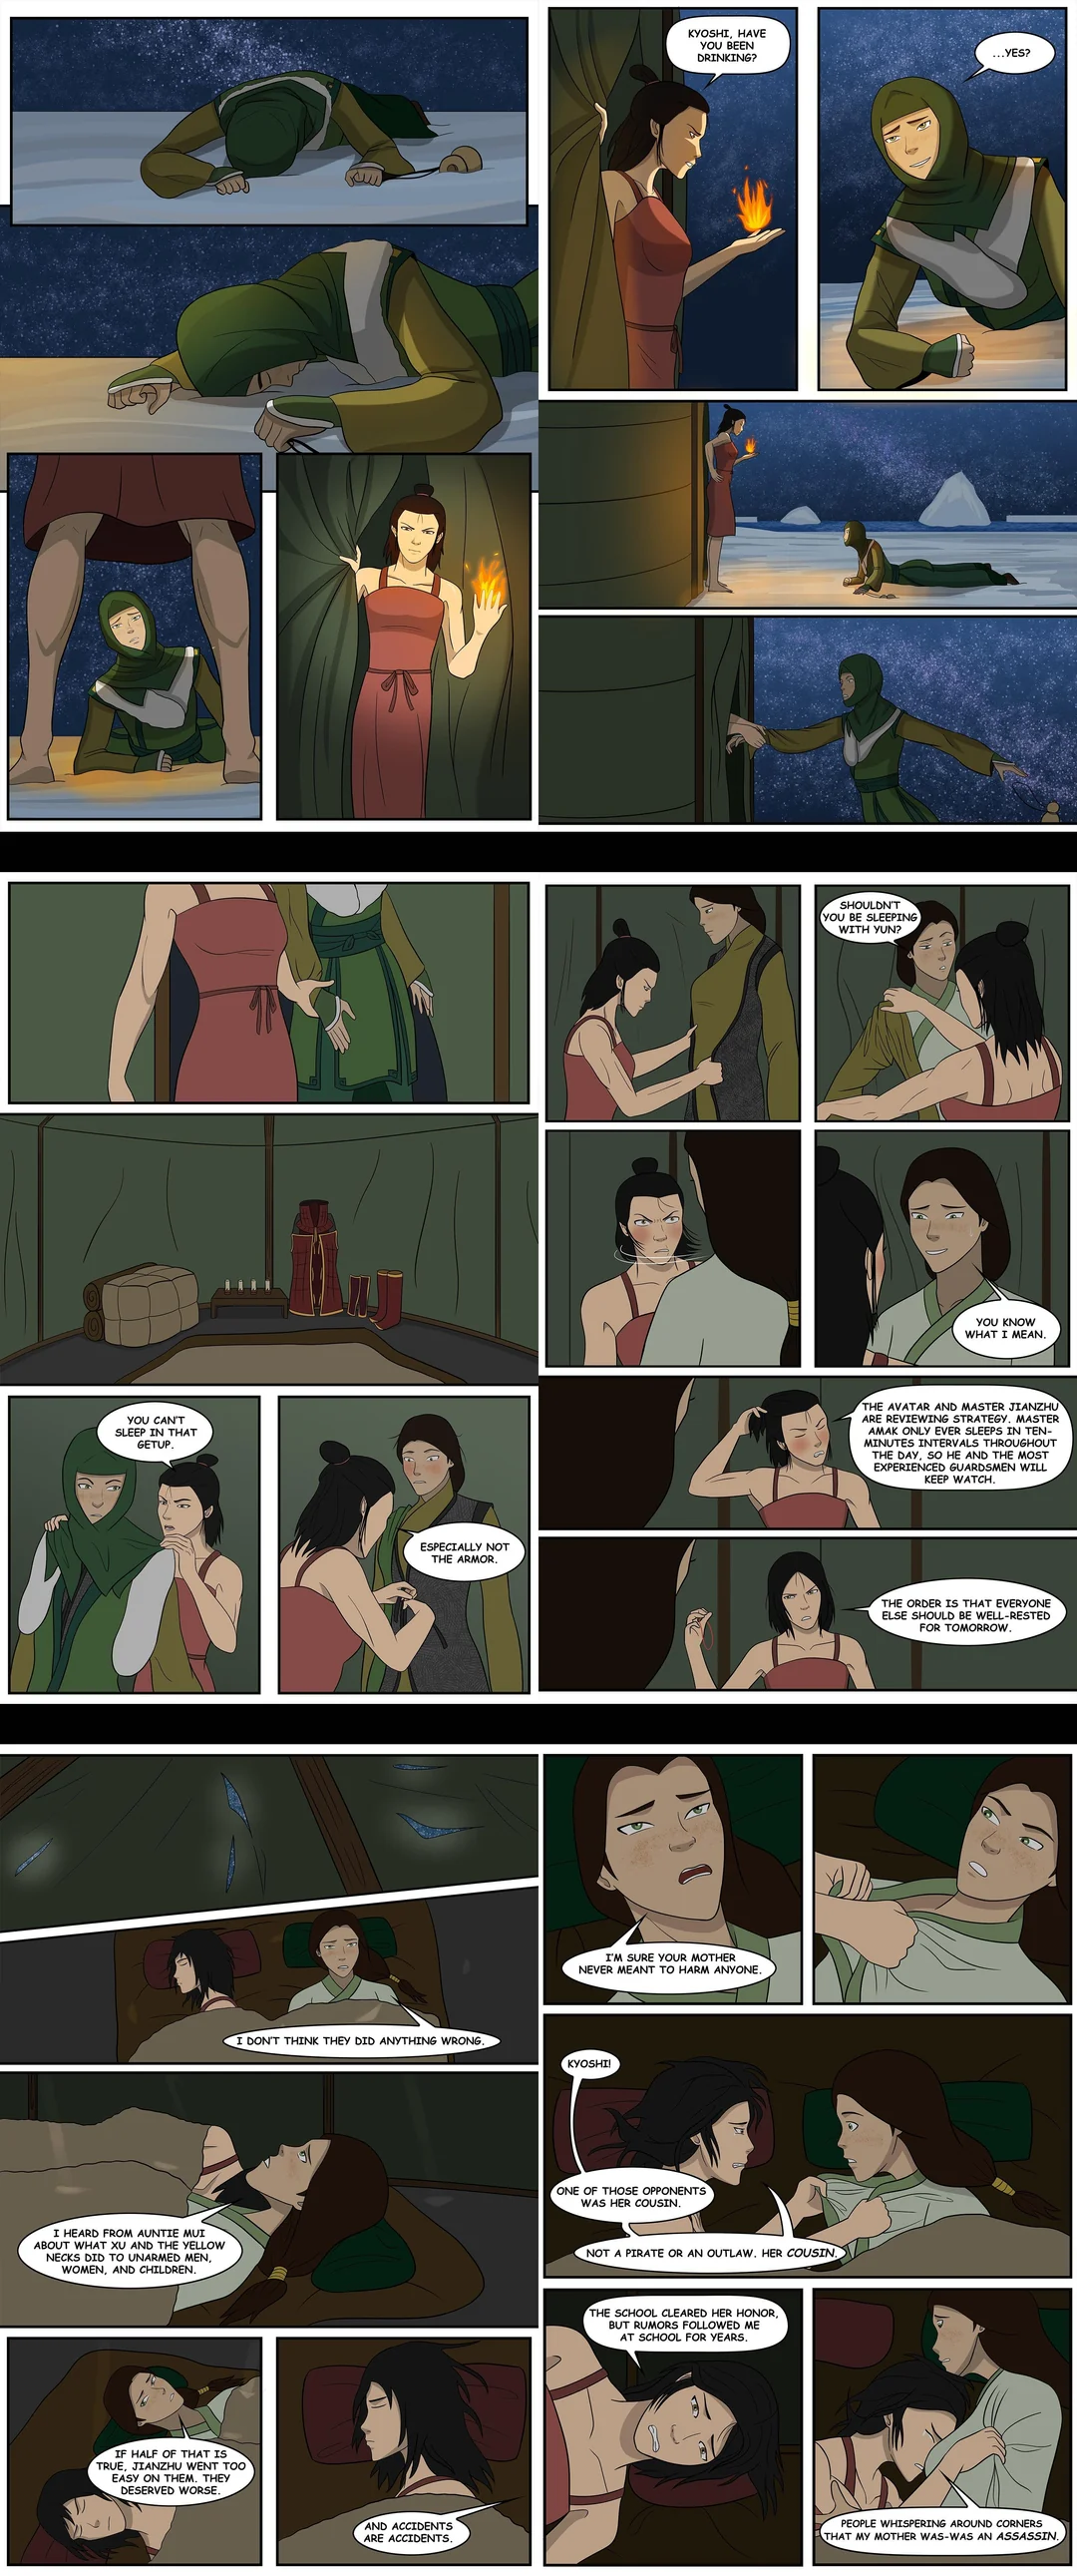 KYOSHI, HAVE
YOU BEEN
DRINKING?
...YES?
YOU CAN'T
SLEEP IN THAT
GETUP.
ESPECIALLY NOT
THE ARMOR.
SHOULDN'T
YOU BE SLEEPING
WITH YUN?
YOU KNOW
WHAT I MEAN.
THE AVATAR AND MASTER JIANZHU
ARE REVIEWING STRATEGY. MASTER
AMAK ONLY EVER SLEEPS IN TEN-
MINUTES INTERVALS THROUGHOUT
THE DAY, SO HE AND THE MOST
EXPERIENCED GUARDSMEN WILL
KEEP WATCH.
THE ORDER IS THAT EVERYONE
ELSE SHOULD BE WELL-RESTED
FOR TOMORROW.
I DON'T THINK THEY DID ANYTHING WRONG.
I HEARD FROM AUNTIE MUI
ABOUT WHAT XU AND THE YELLOW
NECKS DID TO UNARMED MEN,
WOMEN, AND CHILDREN.
IF HALF OF THAT IS
TRUE, JIANZHU WENT TOO
EASY ON THEM. THEY
DESERVED WORSE.
AND ACCIDENTS
ARE ACCIDENTS.
I'M SURE YOUR MOTHER
NEVER MEANT TO HARM ANYONE.
KYOSHI!
ONE OF THOSE OPPONENTS
WAS HER COUSIN.
NOT A PIRATE OR AN OUTLAW. HER COUSIN.
THE SCHOOL CLEARED HER HONOR,
BUT RUMORS FOLLOWED ME
AT SCHOOL FOR YEARS.
PEOPLE WHISPERING AROUND CORNERS
THAT MY MOTHER WAS-WAS AN ASSASSIN.